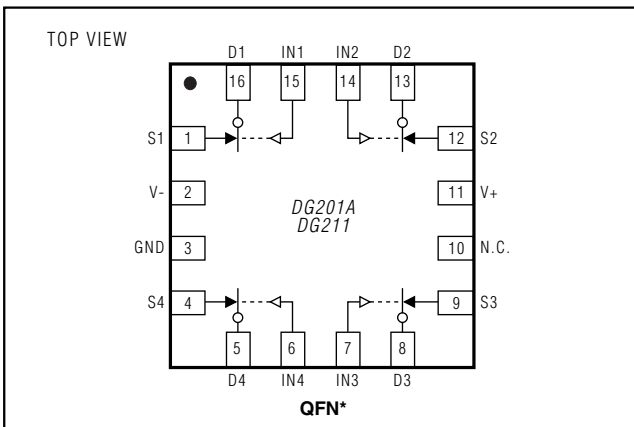 TOP VIEW
D1 IN1 IN2 D2
16 15 14 13
S1 1 12 S2
V- 2 11 V+
DG201A
DG211
GND 3 10 N.C.
S4 4 9 S3
5 6 7 8
D4 IN4 IN3 D3
QFN*